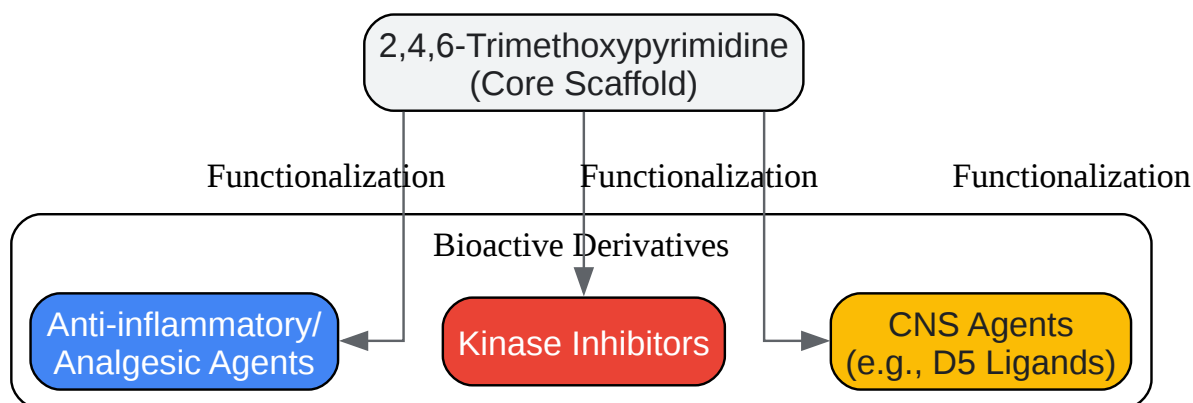 2,4,6-Trimethoxypyrimidine
(Core Scaffold)
Functionalization
Functionalization
Functionalization
Bioactive Derivatives
Anti-inflammatory/
Analgesic Agents
Kinase Inhibitors
CNS Agents
(e.g., D5 Ligands)